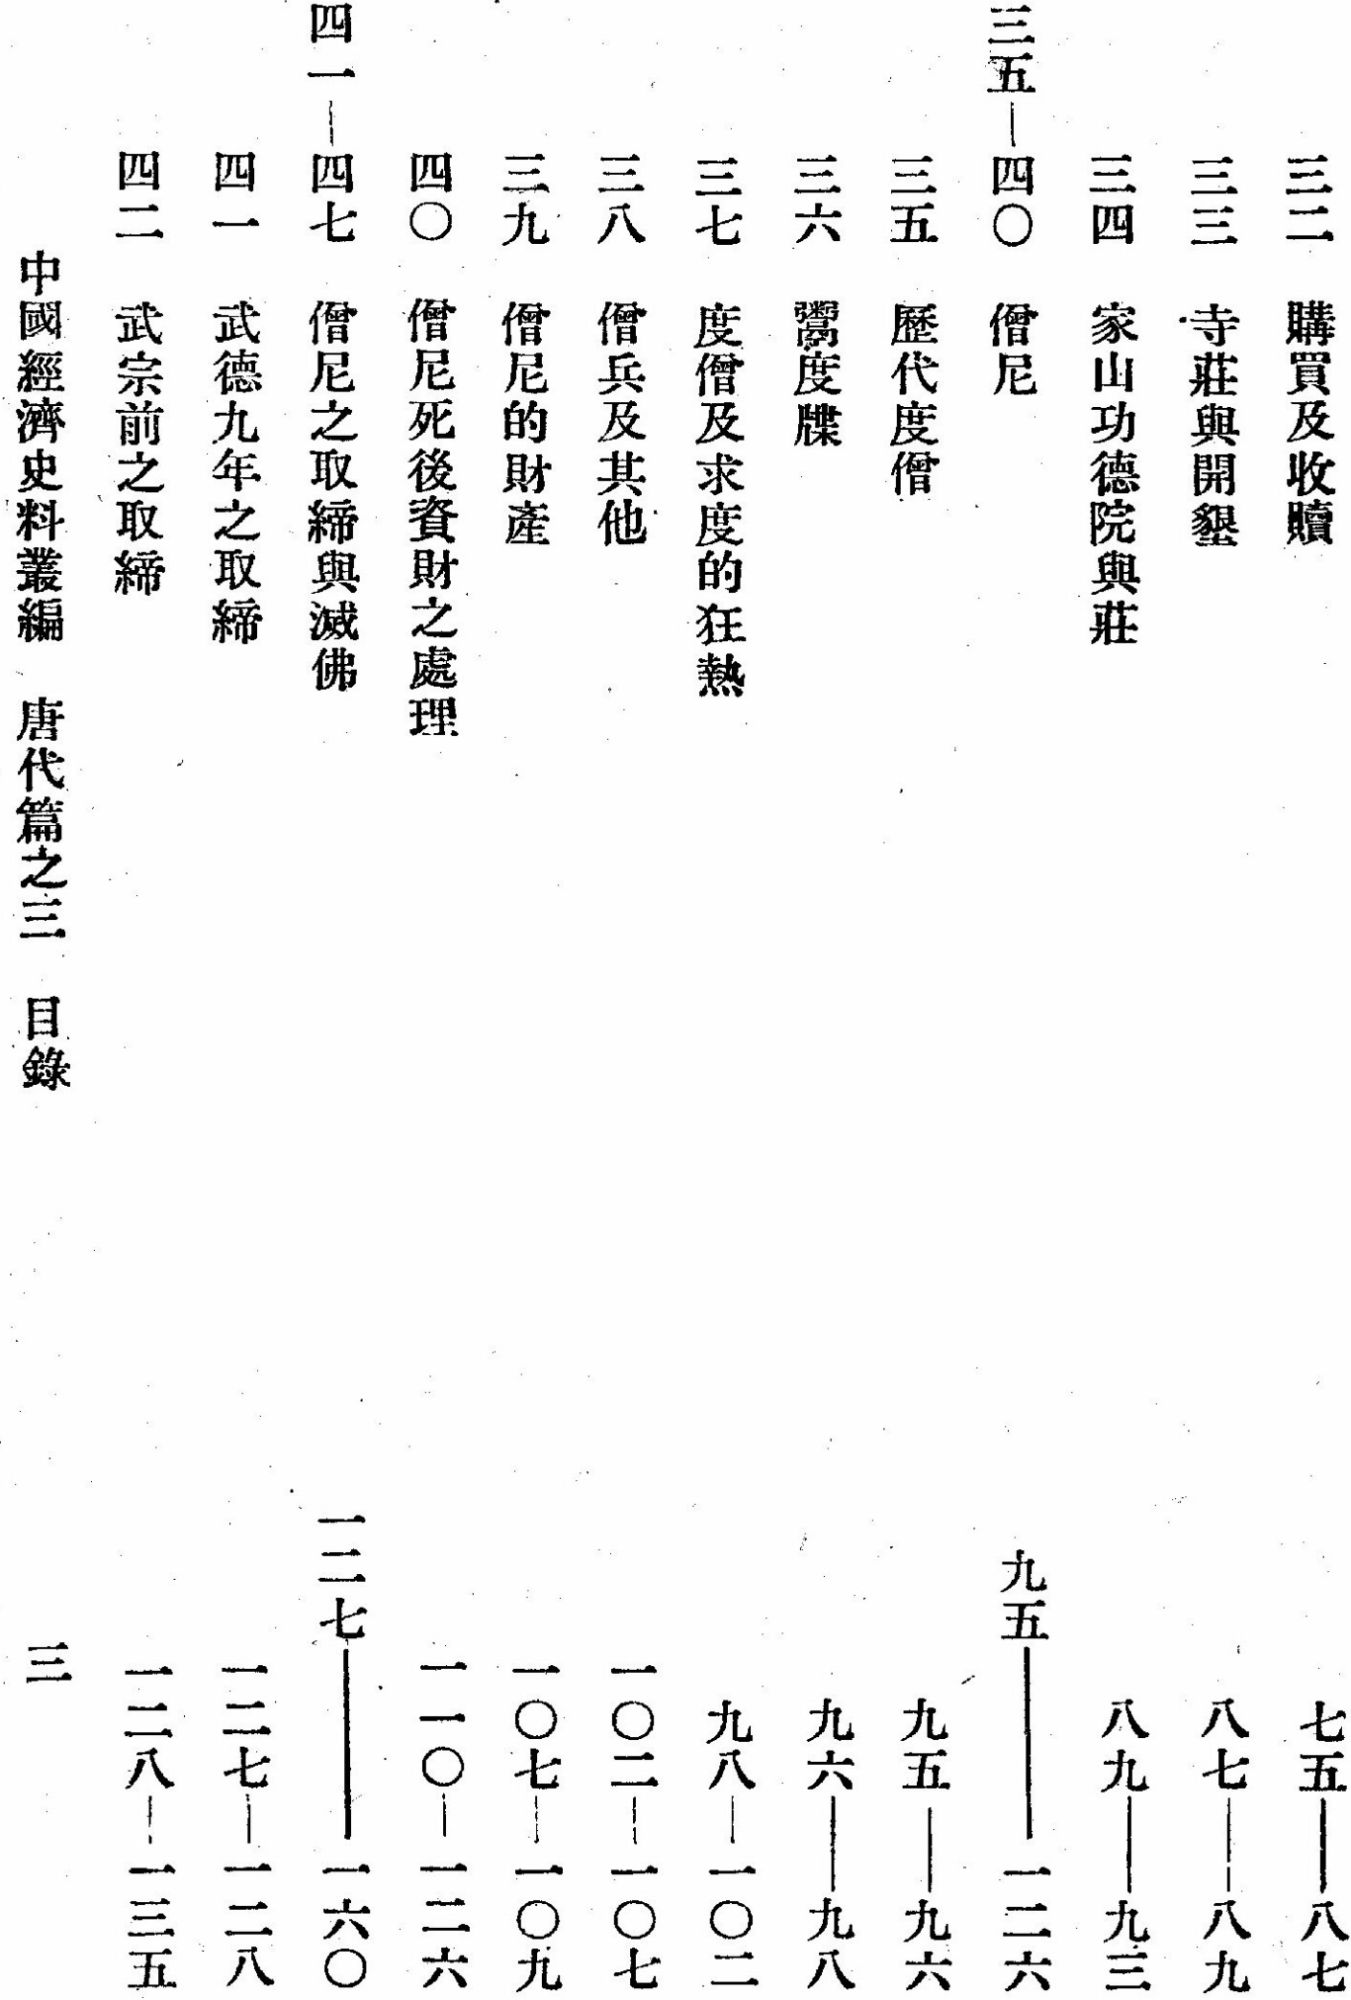 三二 購買及收贖 七五——八七
三三 寺莊與開墾 八七——八九
三四 家山功德院與莊 八九——九三
三五—四〇 僧尼 九五——一二六
三五 歷代度僧 九五——九六
三六 鬻度牒 九六——九八
三七 度僧及求度的狂熱 九八—一〇二
三八 僧兵及其他 一〇二—一〇七
三九 僧尼的財產 一〇七—一〇九
四〇 僧尼死後資財之處理 一一〇—一二六
四一—四七 僧尼之取締與滅佛 一二七——一六〇
四一 武德九年之取締 一二七—一二八
四二 武宗前之取締 一二八—一三五
中國經濟史料叢編 唐代篇之三 目錄 三